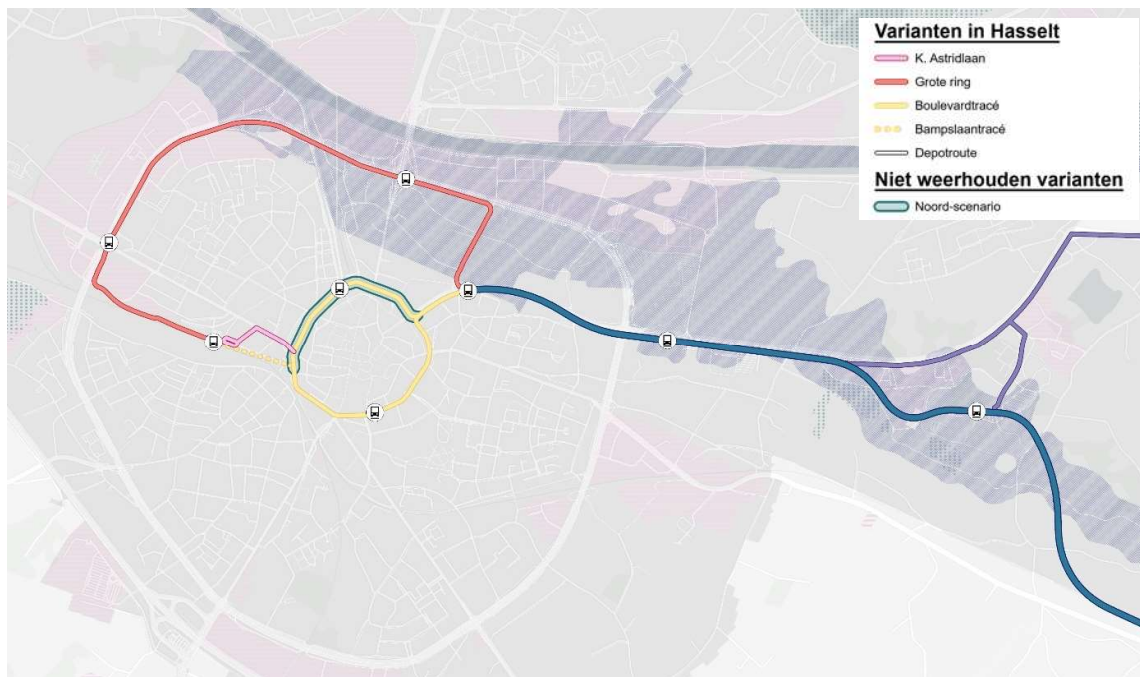 Varianten in Hasselt
K. Astridlaan
Grote ring
Boulevardtracé
Bampslaantracé
Depotroute
Niet weerhouden varianten
Noord-scenario